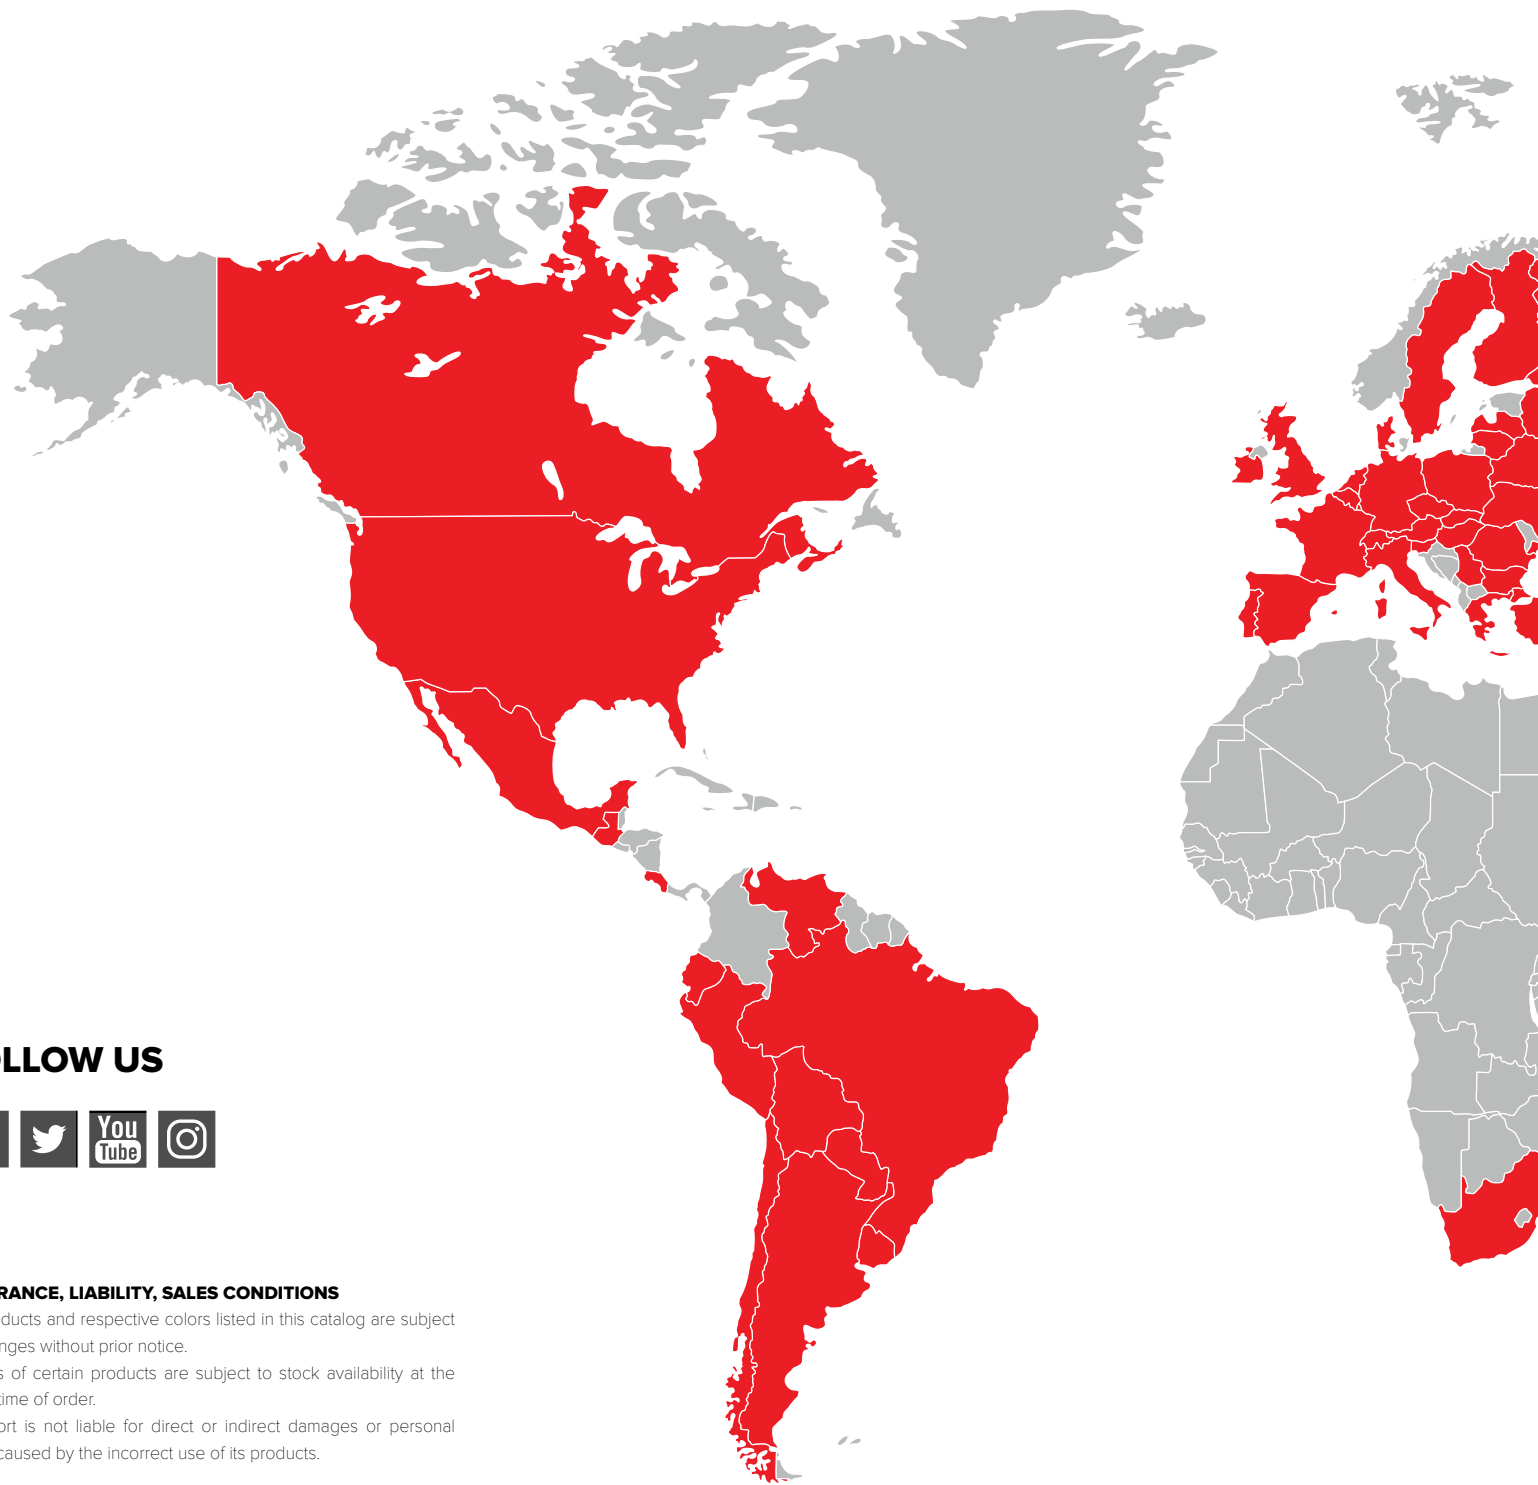 OLLOW US
You
Tube
RANCE, LIABILITY, SALES CONDITIONS
ducts and respective colors listed in this catalog are subject
nges without prior notice.
s of certain products are subject to stock availability at the
time of order.
ort is not liable for direct or indirect damages or personal
caused by the incorrect use of its products.